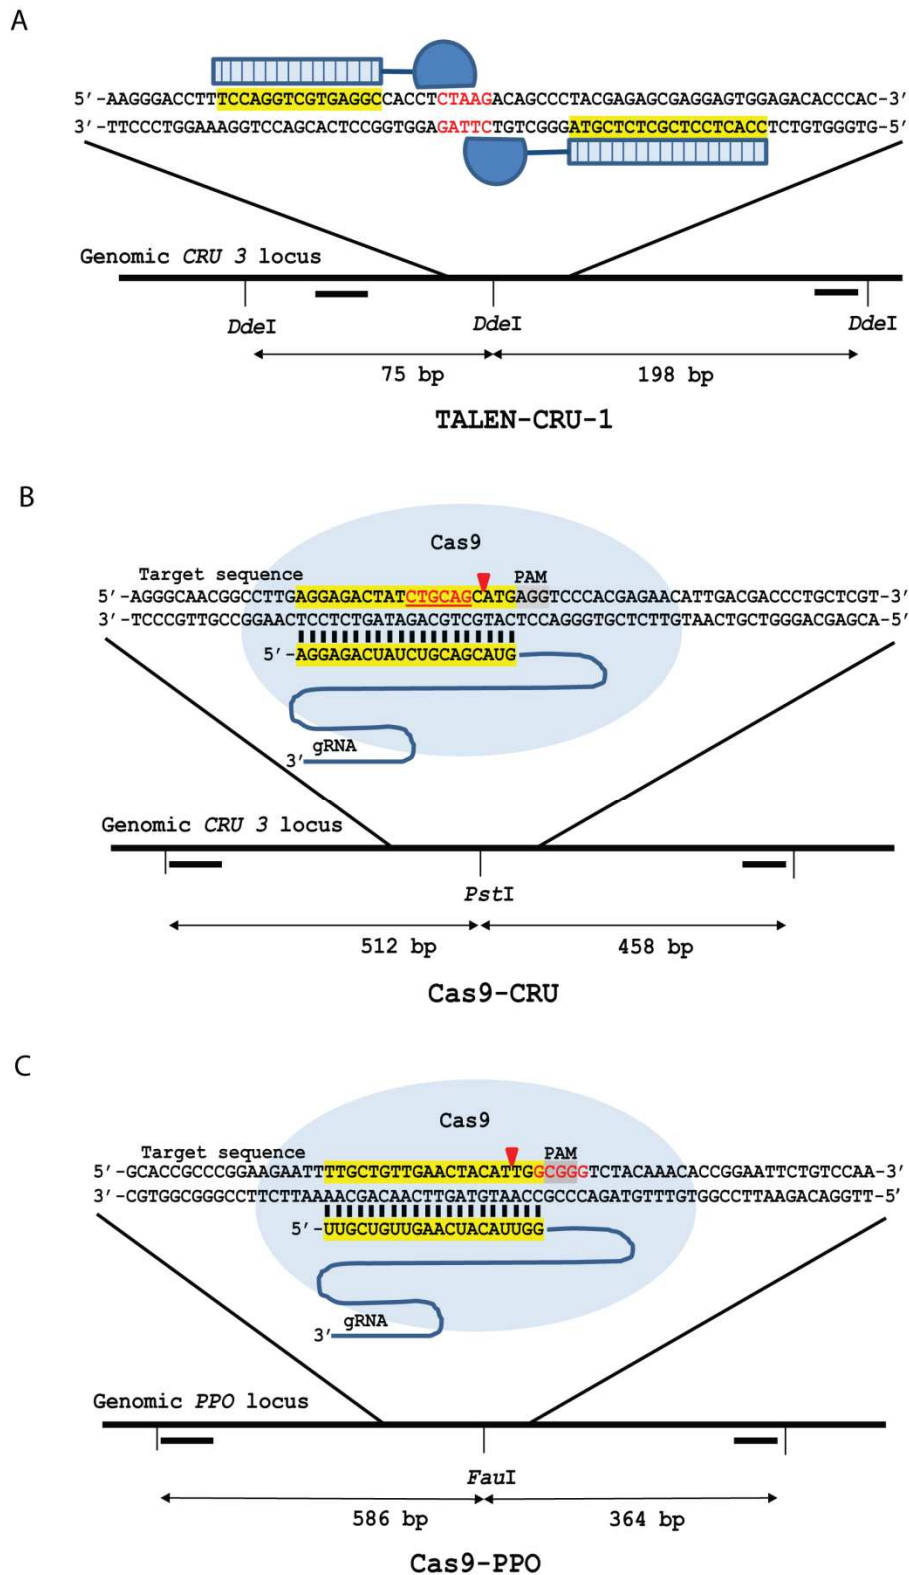 A
5′-AAGGGACCTTTCCAGGTCGTGAGGCCACCTCTAAGACAGCCCTACGAGAGCGAGGAGTGGAGACACCCAC-3′
3′-TTCCCTGGAAAGGTCCAGCACTCCGGTGGAGATTCTGTCGGGATGCTCTCGCTCCTCACCTCTGTGGGTG-5′
Genomic CRU 3 locus
DdeI DdeI DdeI
75 bp 198 bp
TALEN-CRU-1
B
Cas9
Target sequence PAM
5′-AGGGCAACGGCCTTGAGGAGACTATCTGCAGCATGAGGTCCCACGAGAACATTGACGACCCTGCTCGT-3′
3′-TCCCGTTGCCGGAACTCCTCTGATAGACGTCGTACTCCAGGGTGCTCTTGTAACTGCTGGGACGAGCA-5′
5′-AGGAGACUAUCUGCAGCAUG
gRNA
3′
Genomic CRU 3 locus
PstI
512 bp 458 bp
Cas9-CRU
C
Cas9
Target sequence PAM
5′-GCACCGCCCGGAAGAATTTTGCTGTTGAACTACATTGGCGGGTCTACAAACACCGGAATTCTGTCCAA-3′
3′-CGTGGCGGGCCTTCTTAAAACGACAACTTGATGTAACCGCCCAGATGTTTGTGGCCTTAAGACAGGTT-5′
5′-UUGCUGUUGAACUACAUUGG
gRNA
3′
Genomic PPO locus
FauI
586 bp 364 bp
Cas9-PPO